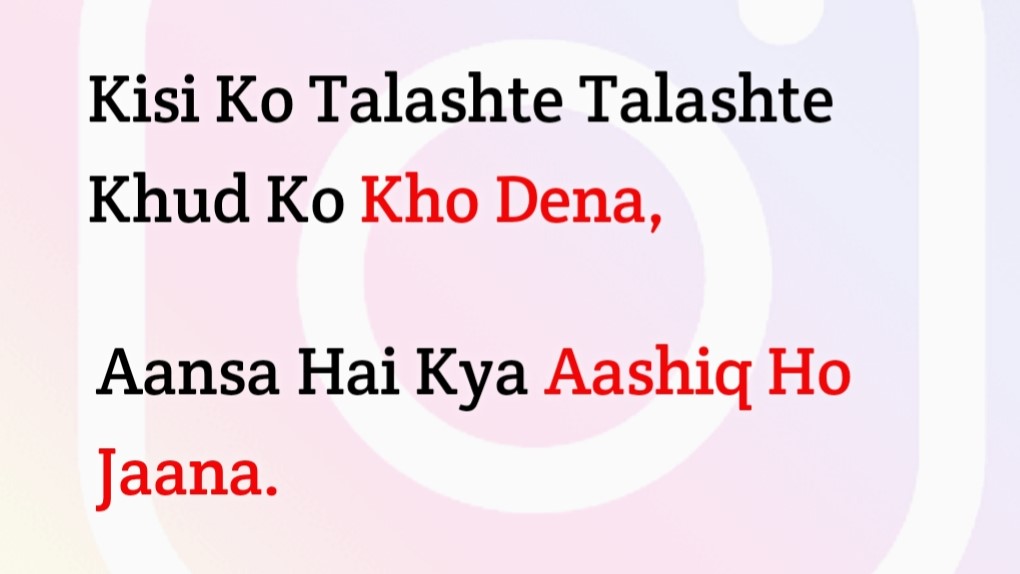 Kisi Ko Talashte Talashte
Khud Ko Kho Dena,
Aansa Hai Kya Aashiq Ho
Jaana.